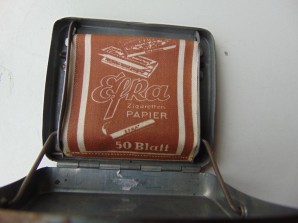 Efka
Zigaretten
PAPIER
50 Blatt